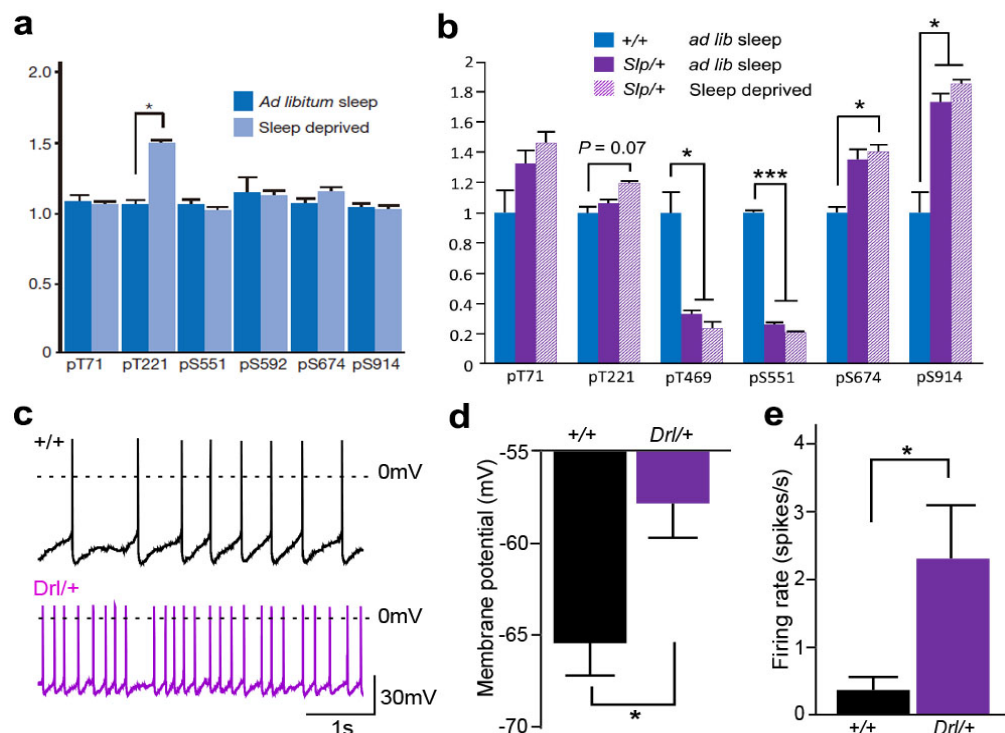 a
2.0
1.5
1.0
0
Ad libitum sleep
Sleep deprived
*
pT71 pT221 pS551 pS592 pS674 pS914
b
2
1.8
1.6
1.4
1.2
1
0.8
0.6
0.4
0.2
0
+/+ ad lib sleep
Slp/+ ad lib sleep
Slp/+ Sleep deprived
P = 0.07
*
***
*
*
pT71 pT221 pT469 pS551 pS674 pS914
c
+/+
0mV
Drl/+
0mV
30mV
1s
d
+/+ Drl/+
Membrane potential (mV)
-55
-60
-65
-70
*
e
Firing rate (spikes/s)
4
3
2
1
0
*
+/+ Drl/+